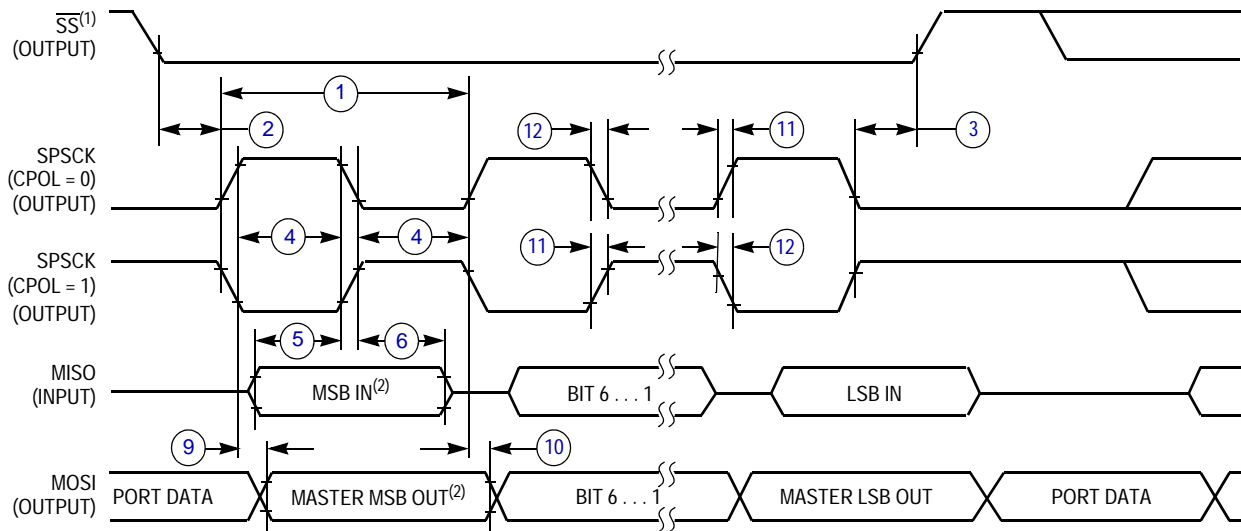 SS(1)
(OUTPUT)
1
2
12
11
3
SPSCK
(CPOL = 0)
(OUTPUT)
4
4
11
12
SPSCK
(CPOL = 1)
(OUTPUT)
5
6
MISO
(INPUT)
MSB IN(2)
BIT 6 . . . 1
LSB IN
9
10
MOSI
(OUTPUT)
PORT DATA
MASTER MSB OUT(2)
BIT 6 . . . 1
MASTER LSB OUT
PORT DATA